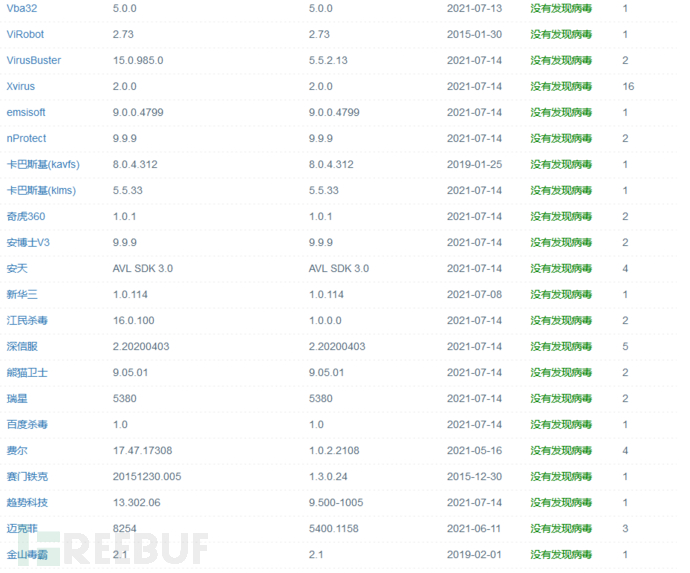 Vba32 5.0.0 5.0.0 2021-07-13 没有发现病毒 1
ViRobot 2.73 2.73 2015-01-30 没有发现病毒 1
VirusBuster 15.0.985.0 5.5.2.13 2021-07-14 没有发现病毒 2
Xvirus 2.0.0 2.0.0 2021-07-14 没有发现病毒 16
emsisoft 9.0.0.4799 9.0.0.4799 2021-07-14 没有发现病毒 1
nProtect 9.9.9 9.9.9 2021-07-14 没有发现病毒 2
卡巴斯基(kavfs) 8.0.4.312 8.0.4.312 2019-01-25 没有发现病毒 1
卡巴斯基(klms) 5.5.33 5.5.33 2021-07-14 没有发现病毒 1
奇虎360 1.0.1 1.0.1 2021-07-14 没有发现病毒 2
安博士V3 9.9.9 9.9.9 2021-07-14 没有发现病毒 2
安天 AVL SDK 3.0 AVL SDK 3.0 2021-07-14 没有发现病毒 4
新华三 1.0.114 1.0.114 2021-07-08 没有发现病毒 1
江民杀毒 16.0.100 1.0.0.0 2021-07-14 没有发现病毒 2
深信服 2.20200403 2.20200403 2021-07-14 没有发现病毒 5
熊猫卫士 9.05.01 9.05.01 2021-07-14 没有发现病毒 2
瑞星 5380 5380 2021-07-14 没有发现病毒 2
百度杀毒 1.0 1.0 2021-07-14 没有发现病毒 1
费尔 17.47.17308 1.0.2.2108 2021-05-16 没有发现病毒 4
赛门铁克 20151230.005 1.3.0.24 2015-12-30 没有发现病毒 1
趋势科技 13.302.06 9.500-1005 2021-07-14 没有发现病毒 1
迈克菲 8254 5400.1158 2021-06-11 没有发现病毒 3
金山毒霸 2.1 2.1 2019-02-01 没有发现病毒 1
FREEBUF